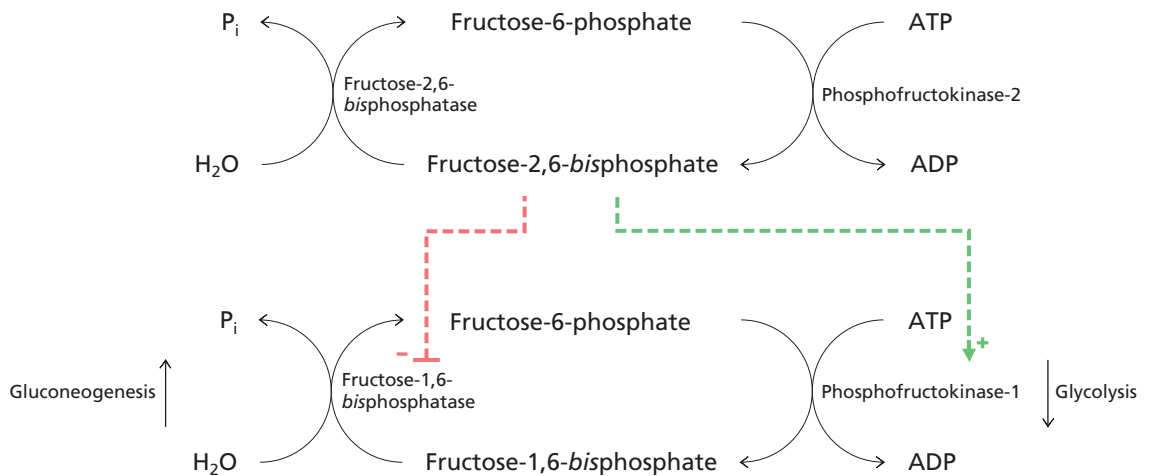 Pi Fructose-6-phosphate ATP
Fructose-2,6-
bisphosphatase
Phosphofructokinase-2
H2O Fructose-2,6-bisphosphate ADP
Pi Fructose-6-phosphate ATP
– +
Gluconeogenesis
Fructose-1,6-
bisphosphatase
Phosphofructokinase-1 Glycolysis
H2O Fructose-1,6-bisphosphate ADP